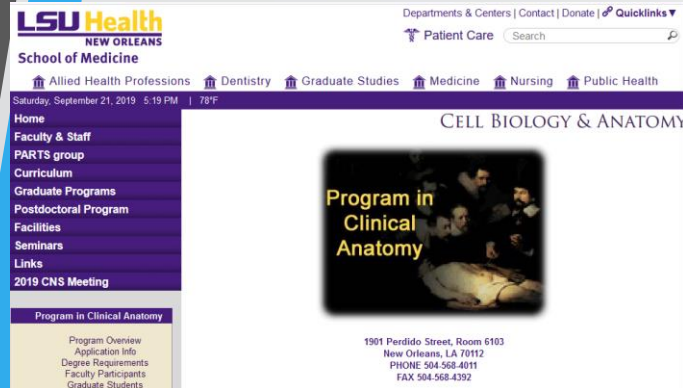 LSU Health
NEW ORLEANS
School of Medicine
Departments & Centers | Contact | Donate | Quicklinks ▼
Patient Care Search
Allied Health Professions Dentistry Graduate Studies Medicine Nursing Public Health
Saturday, September 21, 2019 5:19 PM | 78°F
Home
Faculty & Staff
PARTS group
Curriculum
Graduate Programs
Postdoctoral Program
Facilities
Seminars
Links
2019 CNS Meeting
Program in Clinical Anatomy
Program Overview
Application Info
Degree Requirements
Faculty Participants
Graduate Students
CELL BIOLOGY & ANATOMY
Program in
Clinical
Anatomy
1901 Perdido Street, Room 6103
New Orleans, LA 70112
PHONE 504-568-4011
FAX 504-568-4392